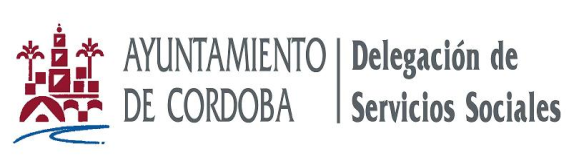 AYUNTAMIENTO
DE CORDOBA
Delegación de
Servicios Sociales